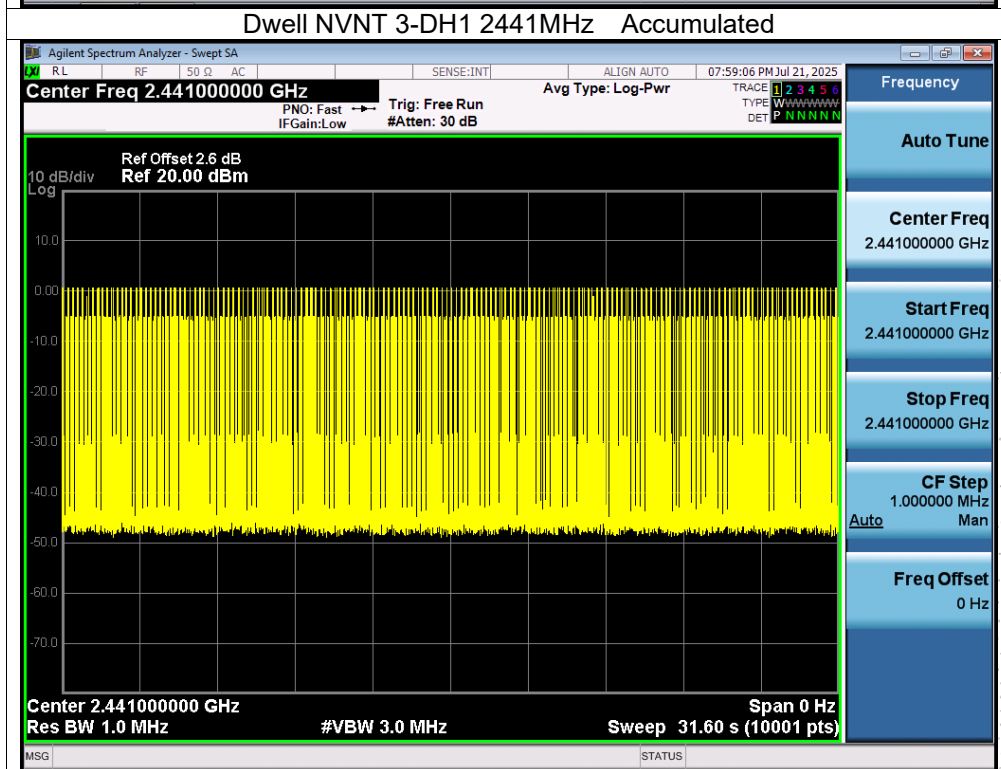 Dwell NVNT 3-DH1 2441MHz Accumulated
Agilent Spectrum Analyzer - Swept SA
LXI RL RF 50 Ω AC SENSE:INT ALIGN AUTO 07:59:06 PM Jul 21, 2025
Center Freq 2.441000000 GHz
PNO: Fast
IFGain:Low
Trig: Free Run
#Atten: 30 dB
Avg Type: Log-Pwr
TRACE 1 2 3 4 5 6
TYPE WWWWWWW
DET P N N N N N
Ref Offset 2.6 dB
10 dB/div Ref 20.00 dBm
Log
10.0
0.00
-10.0
-20.0
-30.0
-40.0
-50.0
-60.0
-70.0
Center 2.441000000 GHz Span 0 Hz
Res BW 1.0 MHz #VBW 3.0 MHz Sweep 31.60 s (10001 pts)
MSG STATUS
Frequency
Auto Tune
Center Freq
2.441000000 GHz
Start Freq
2.441000000 GHz
Stop Freq
2.441000000 GHz
CF Step
1.000000 MHz
Auto Man
Freq Offset
0 Hz